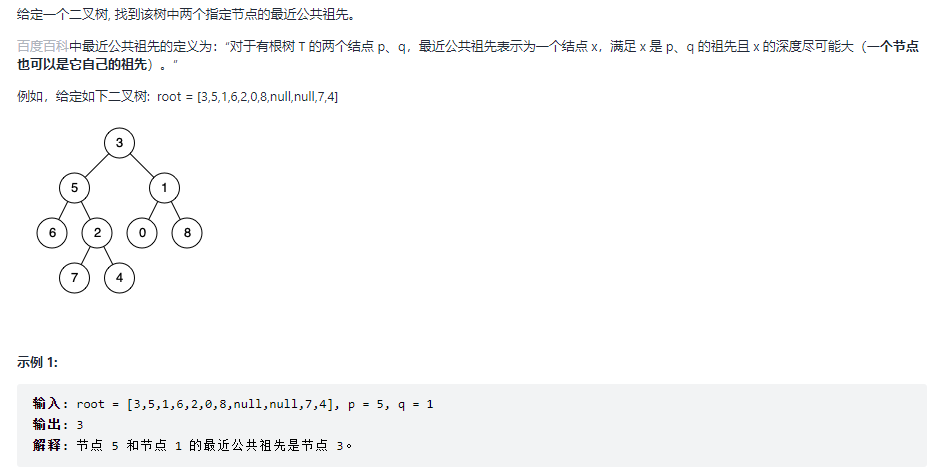 给定一个二叉树, 找到该树中两个指定节点的最近公共祖先。
百度百科中最近公共祖先的定义为：“对于有根树 T 的两个结点 p、q，最近公共祖先表示为一个结点 x，满足 x 是 p、q 的祖先且 x 的深度尽可能大（一个节点
也可以是它自己的祖先）。”
例如，给定如下二叉树:  root = [3,5,1,6,2,0,8,null,null,7,4]
3
5 1
6 2 0 8
7 4
示例 1:
输入: root = [3,5,1,6,2,0,8,null,null,7,4], p = 5, q = 1
输出: 3
解释: 节点 5 和节点 1 的最近公共祖先是节点 3。